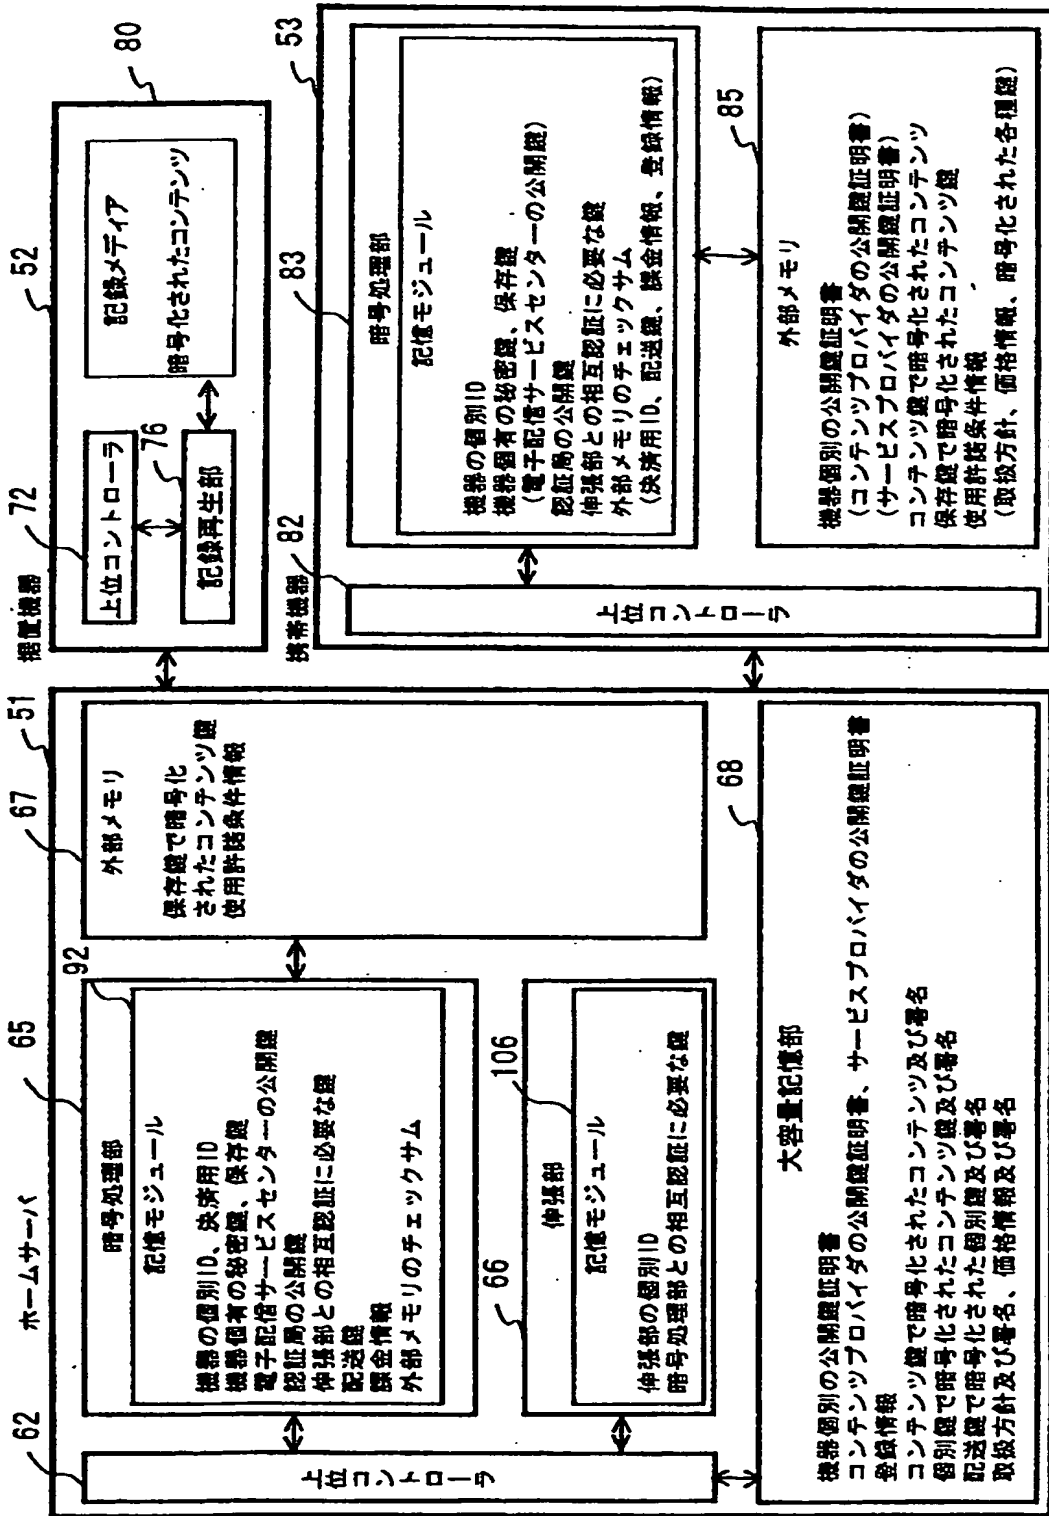 ホームサーバ
51
62
上位コントローラ
65
暗号処理部
92
記憶モジュール
機器の個別ID、決済用ID
機器個有の秘密鍵、保存鍵
電子配信サービスセンターの公開鍵
認証局の公開鍵
伸張部との相互認証に必要な鍵
配送鍵
課金情報
外部メモリのチェックサム
66
伸張部
106
記憶モジュール
伸張部の個別ID
暗号処理部との相互認証に必要な鍵
67
外部メモリ
保存鍵で暗号化
されたコンテンツ鍵
使用許諾条件情報
68
大容量記憶部
機器個別の公開鍵証明書
コンテンツプロバイダの公開鍵証明書、サービスプロバイダの公開鍵証明書
登録情報
コンテンツ鍵で暗号化されたコンテンツ及び署名
個別鍵で暗号化されたコンテンツ鍵及び署名
配送鍵で暗号化された個別鍵及び署名
取扱方針及び署名、価格情報及び署名
据置機器
52
72
上位コントローラ
76
記録再生部
80
記録メディア
暗号化されたコンテンツ
携帯機器
53
82
上位コントローラ
83
暗号処理部
記憶モジュール
機器の個別ID
機器個有の秘密鍵、保存鍵
(電子配信サービスセンターの公開鍵)
認証局の公開鍵
伸張部との相互認証に必要な鍵
外部メモリのチェックサム
(決済用ID、配送鍵、課金情報、登録情報)
85
外部メモリ
機器個別の公開鍵証明書
(コンテンツプロバイダの公開鍵証明書)
(サービスプロバイダの公開鍵証明書)
コンテンツ鍵で暗号化されたコンテンツ
保存鍵で暗号化されたコンテンツ鍵
使用許諾条件情報
(取扱方針、価格情報、暗号化された各種鍵)